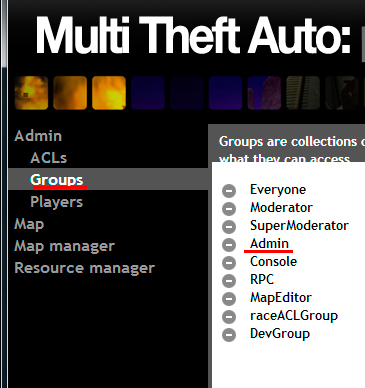 Multi Theft Auto:
Admin
ACLs
Groups
Players
Map
Map manager
Resource manager
Groups are collections
what they can access
Everyone
Moderator
SuperModerator
Admin
Console
RPC
MapEditor
raceACLGroup
DevGroup